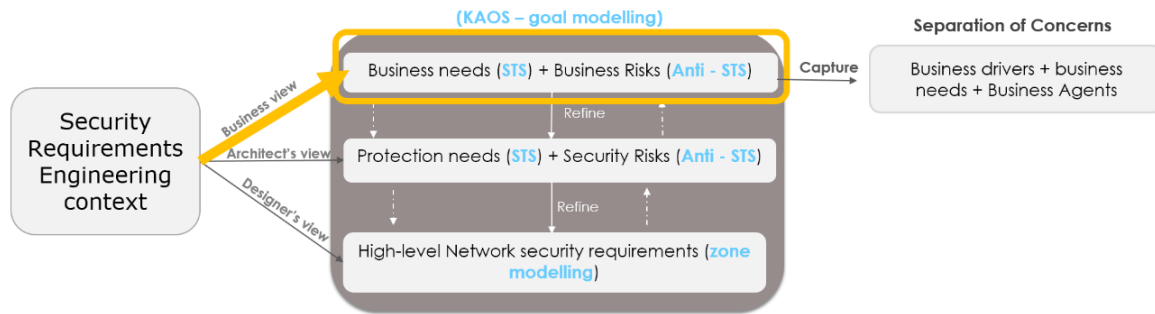 (KAOS – goal modelling)
Separation of Concerns
Business needs (STS) + Business Risks (Anti - STS)
Capture
Business drivers + business
needs + Business Agents
Business view
Refine
Security
Requirements
Engineering
context
Architect's view
Protection needs (STS) + Security Risks (Anti - STS)
Designer's view
Refine
High-level Network security requirements (zone
modelling)